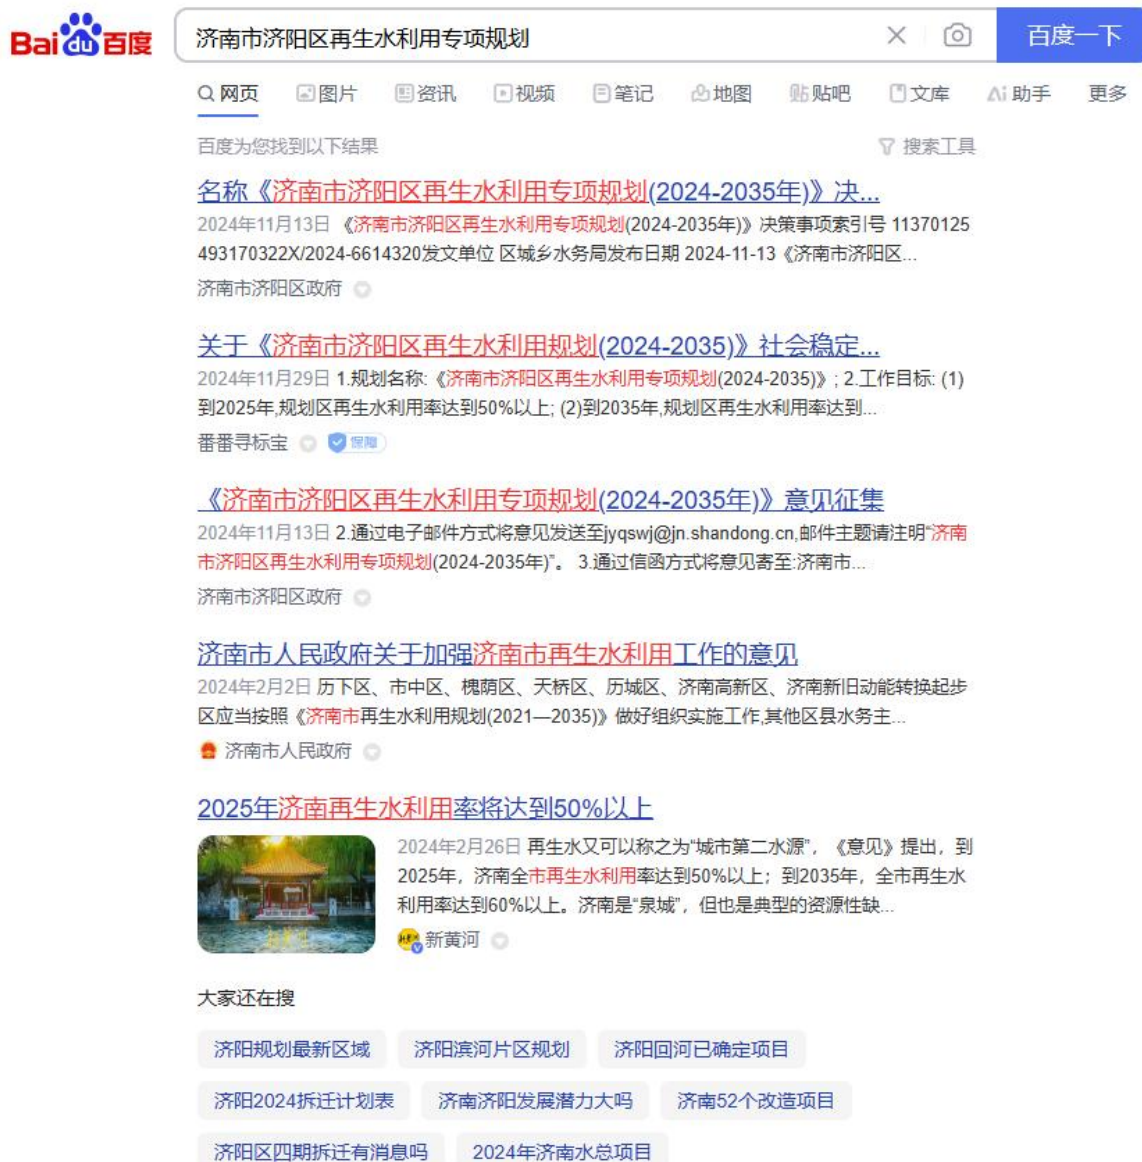 Bai du 百度
济南市济阳区再生水利用专项规划
百度一下
网页 图片 资讯 视频 笔记 地图 贴吧 文库 助手 更多
百度为您找到以下结果 搜索工具
名称《济南市济阳区再生水利用专项规划(2024-2035年)》决...
2024年11月13日 《济南市济阳区再生水利用专项规划(2024-2035年)》决策事项索引号 11370125
493170322X/2024-6614320发文单位 区城乡水务局发布日期 2024-11-13《济南市济阳区...
济南市济阳区政府
关于《济南市济阳区再生水利用规划(2024-2035)》社会稳定...
2024年11月29日 1.规划名称:《济南市济阳区再生水利用专项规划(2024-2035)》; 2.工作目标: (1)
到2025年,规划区再生水利用率达到50%以上; (2)到2035年,规划区再生水利用率达到...
番番寻标宝 保障
《济南市济阳区再生水利用专项规划(2024-2035年)》意见征集
2024年11月13日 2.通过电子邮件方式将意见发送至jyqswj@jn.shandong.cn,邮件主题请注明“济南
市济阳区再生水利用专项规划(2024-2035年)”。 3.通过信函方式将意见寄至:济南市...
济南市济阳区政府
济南市人民政府关于加强济南市再生水利用工作的意见
2024年2月2日 历下区、市中区、槐荫区、天桥区、历城区、济南高新区、济南新旧动能转换起步
区应当按照《济南市再生水利用规划(2021—2035)》做好组织实施工作,其他区县水务主...
济南市人民政府
2025年济南再生水利用率将达到50%以上
2024年2月26日 再生水又可以称之为“城市第二水源”，《意见》提出，到
2025年，济南全市再生水利用率达到50%以上；到2035年，全市再生水
利用率达到60%以上。济南是“泉城”，但也是典型的资源性缺...
新黄河
大家还在搜
济阳规划最新区域 济阳滨河片区规划 济阳回河已确定项目
济阳2024拆迁计划表 济南济阳发展潜力大吗 济南52个改造项目
济阳区四期拆迁有消息吗 2024年济南水总项目